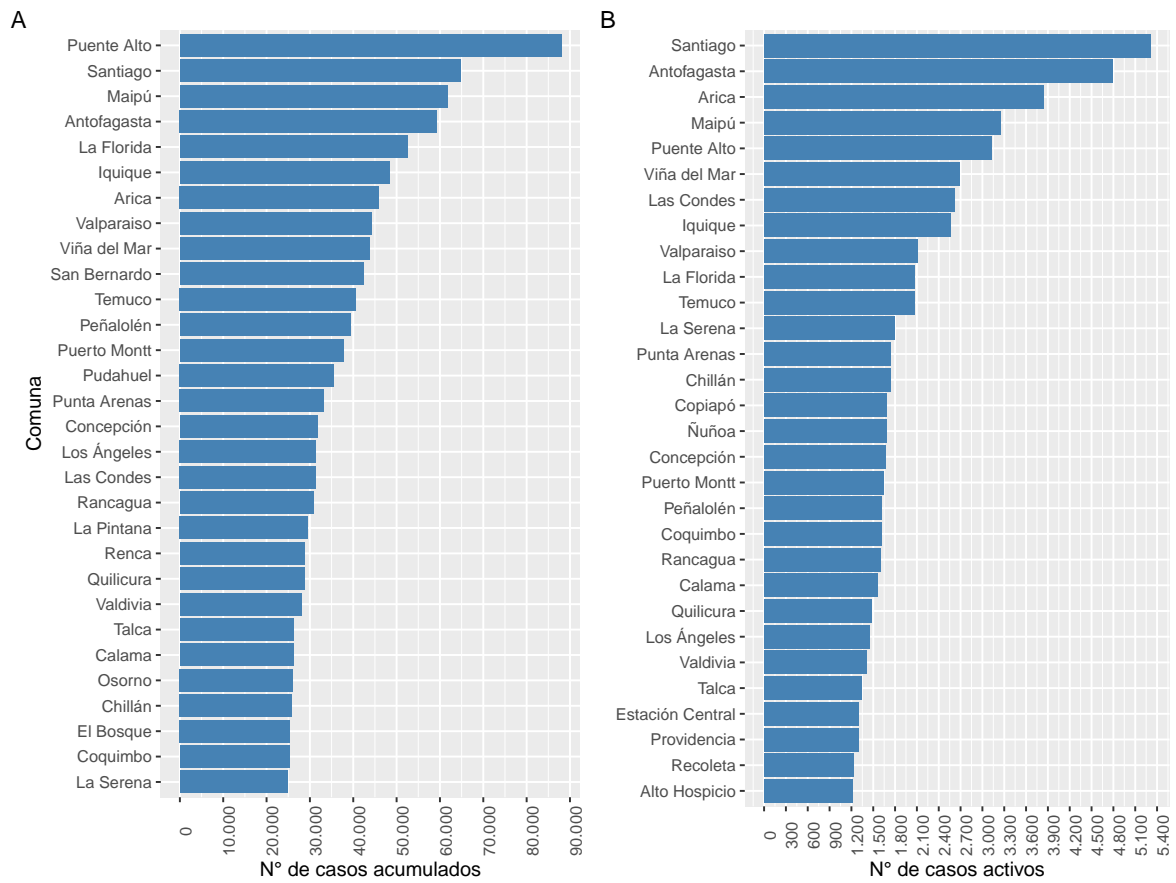 A
Comuna
Puente Alto
Santiago
Maipú
Antofagasta
La Florida
Iquique
Arica
Valparaiso
Viña del Mar
San Bernardo
Temuco
Peñalolén
Puerto Montt
Pudahuel
Punta Arenas
Concepción
Los Ángeles
Las Condes
Rancagua
La Pintana
Renca
Quilicura
Valdivia
Talca
Calama
Osorno
Chillán
El Bosque
Coquimbo
La Serena
0
10.000
20.000
30.000
40.000
50.000
60.000
70.000
80.000
90.000
N° de casos acumulados
B
Santiago
Antofagasta
Arica
Maipú
Puente Alto
Viña del Mar
Las Condes
Iquique
Valparaiso
La Florida
Temuco
La Serena
Punta Arenas
Chillán
Copiapó
Ñuñoa
Concepción
Puerto Montt
Peñalolén
Coquimbo
Rancagua
Calama
Quilicura
Los Ángeles
Valdivia
Talca
Estación Central
Providencia
Recoleta
Alto Hospicio
0
300
600
900
1.200
1.500
1.800
2.100
2.400
2.700
3.000
3.300
3.600
3.900
4.200
4.500
4.800
5.100
5.400
N° de casos activos